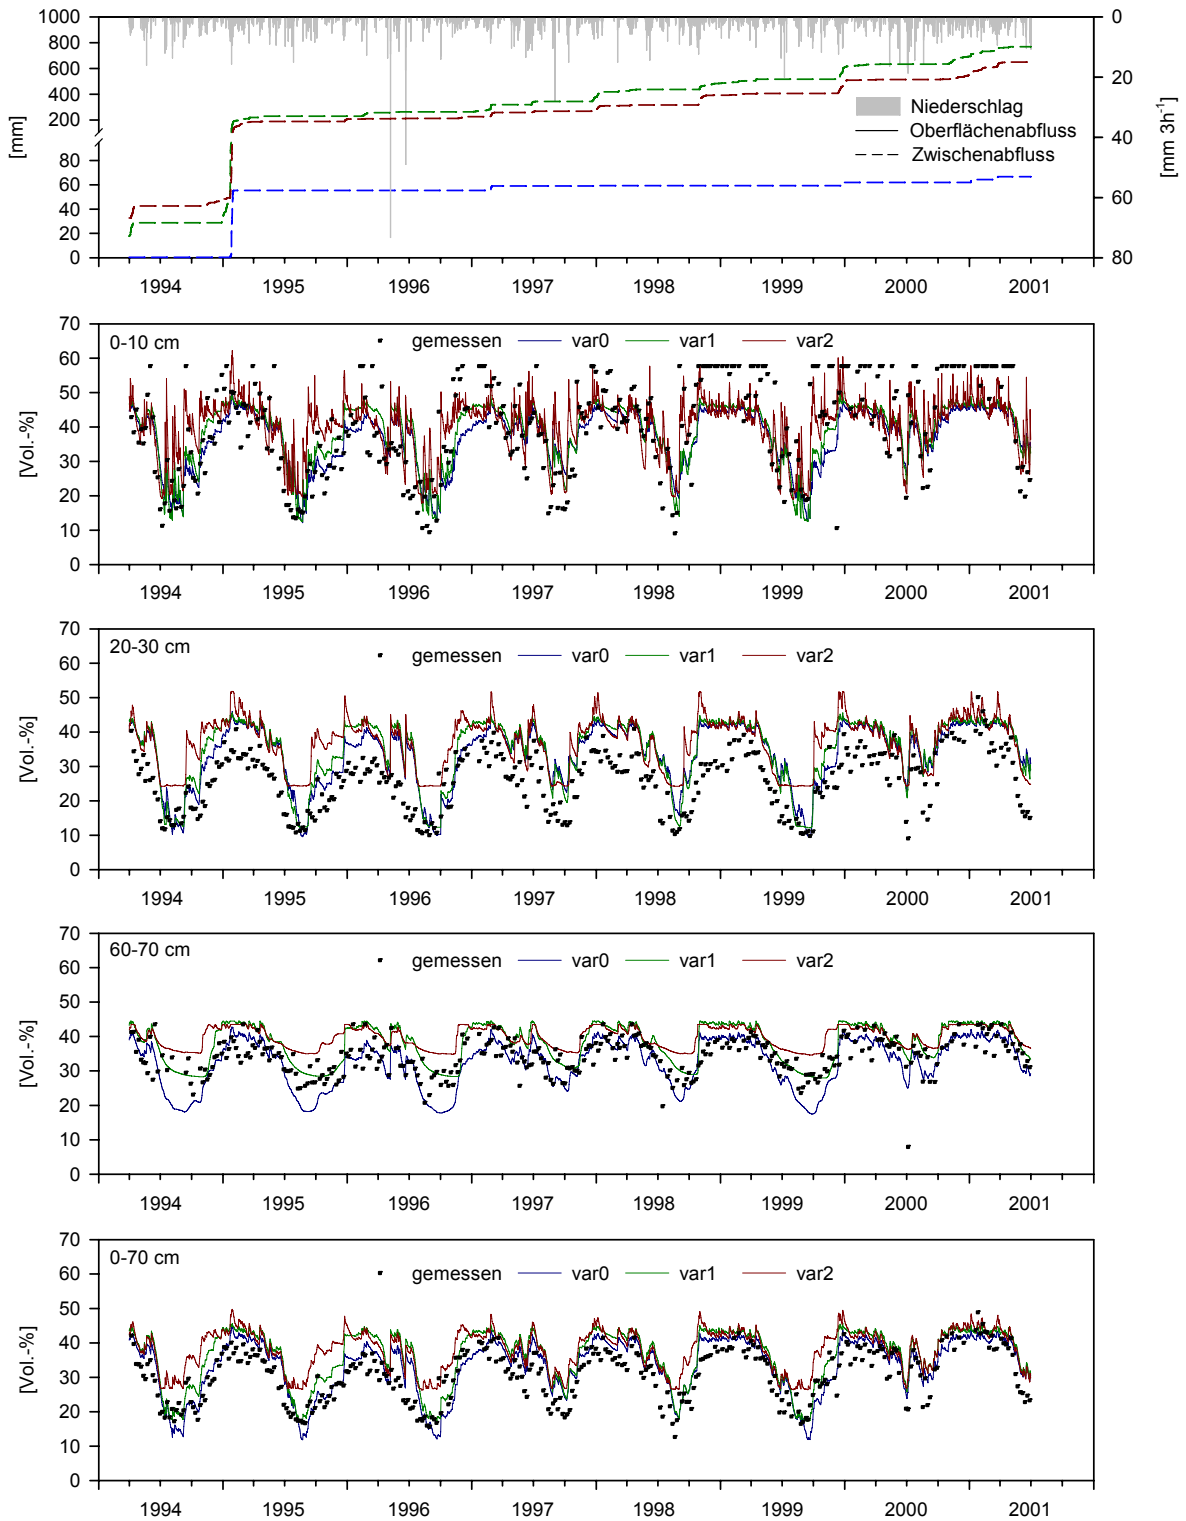 1000 0
800
600 20
400
200 40
80
60 60
40
20
0 80
[mm]
[mm 3h⁻¹]
Niederschlag
Oberflächenabfluss
Zwischenabfluss
1994 1995 1996 1997 1998 1999 2000 2001
70
60
50
40
30
20
10
0
[Vol.-%]
0-10 cm
gemessen var0 var1 var2
1994 1995 1996 1997 1998 1999 2000 2001
70
60
50
40
30
20
10
0
[Vol.-%]
20-30 cm
gemessen var0 var1 var2
1994 1995 1996 1997 1998 1999 2000 2001
70
60
50
40
30
20
10
0
[Vol.-%]
60-70 cm
gemessen var0 var1 var2
1994 1995 1996 1997 1998 1999 2000 2001
70
60
50
40
30
20
10
0
[Vol.-%]
0-70 cm
gemessen var0 var1 var2
1994 1995 1996 1997 1998 1999 2000 2001